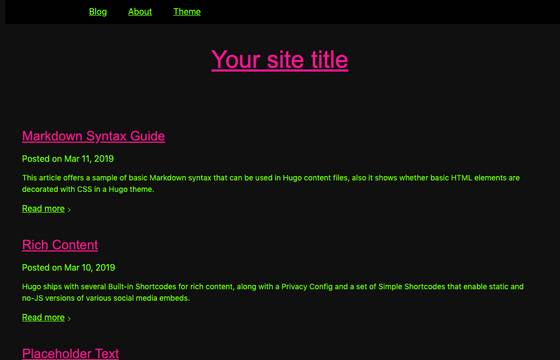 Blog About Theme
Your site title
Markdown Syntax Guide
Posted on Mar 11, 2019
This article offers a sample of basic Markdown syntax that can be used in Hugo content files, also it shows whether basic HTML elements are
decorated with CSS in a Hugo theme.
Read more ›
Rich Content
Posted on Mar 10, 2019
Hugo ships with several Built-in Shortcodes for rich content, along with a Privacy Config and a set of Simple Shortcodes that enable static and
no-JS versions of various social media embeds.
Read more ›
Placeholder Text